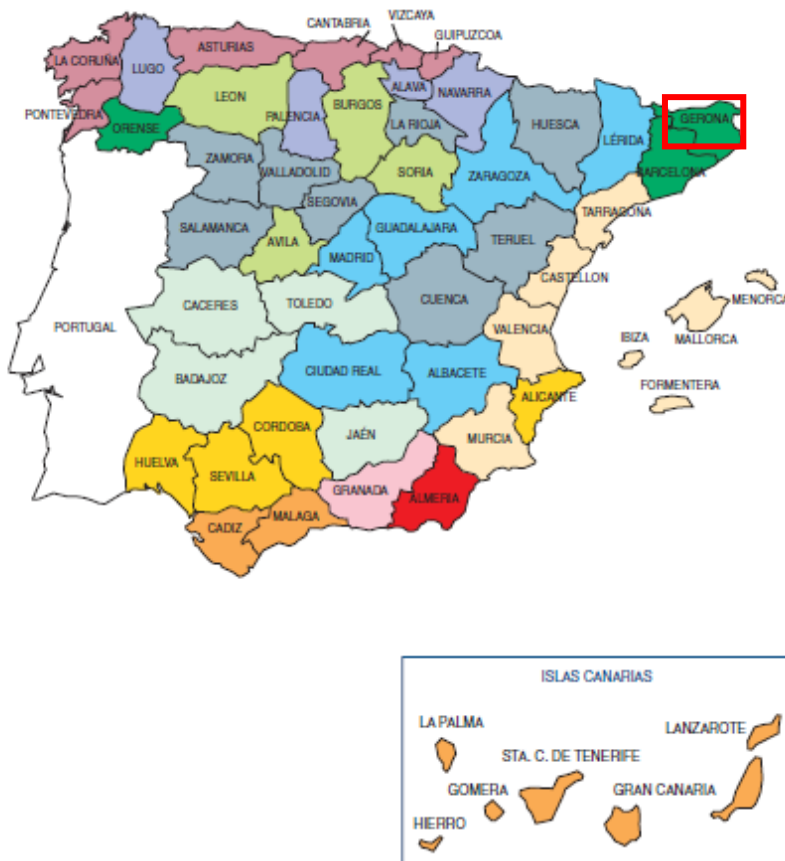 CANTABRIA
VIZCAYA
GUIPUZCOA
ASTURIAS
LA CORUÑA
LUGO
LEON
PALENCIA
BURGOS
ALAVA
NAVARRA
LA RIOJA
HUESCA
LÉRIDA
GERONA
PONTEVEDRA
ORENSE
ZAMORA
VALLADOLID
SORIA
ZARAGOZA
BARCELONA
SEGOVIA
TARRAGONA
SALAMANCA
AVILA
MADRID
GUADALAJARA
TERUEL
CASTELLON
MENORCA
CACERES
TOLEDO
CUENCA
PORTUGAL
VALENCIA
IBIZA
MALLORCA
BADAJOZ
CIUDAD REAL
ALBACETE
FORMENTERA
ALICANTE
CORDOBA
JAÉN
MURCIA
HUELVA
SEVILLA
GRANADA
ALMERIA
CADIZ
MALAGA
ISLAS CANARIAS
LA PALMA
LANZAROTE
STA. C. DE TENERIFE
GOMERA
GRAN CANARIA
HIERRO